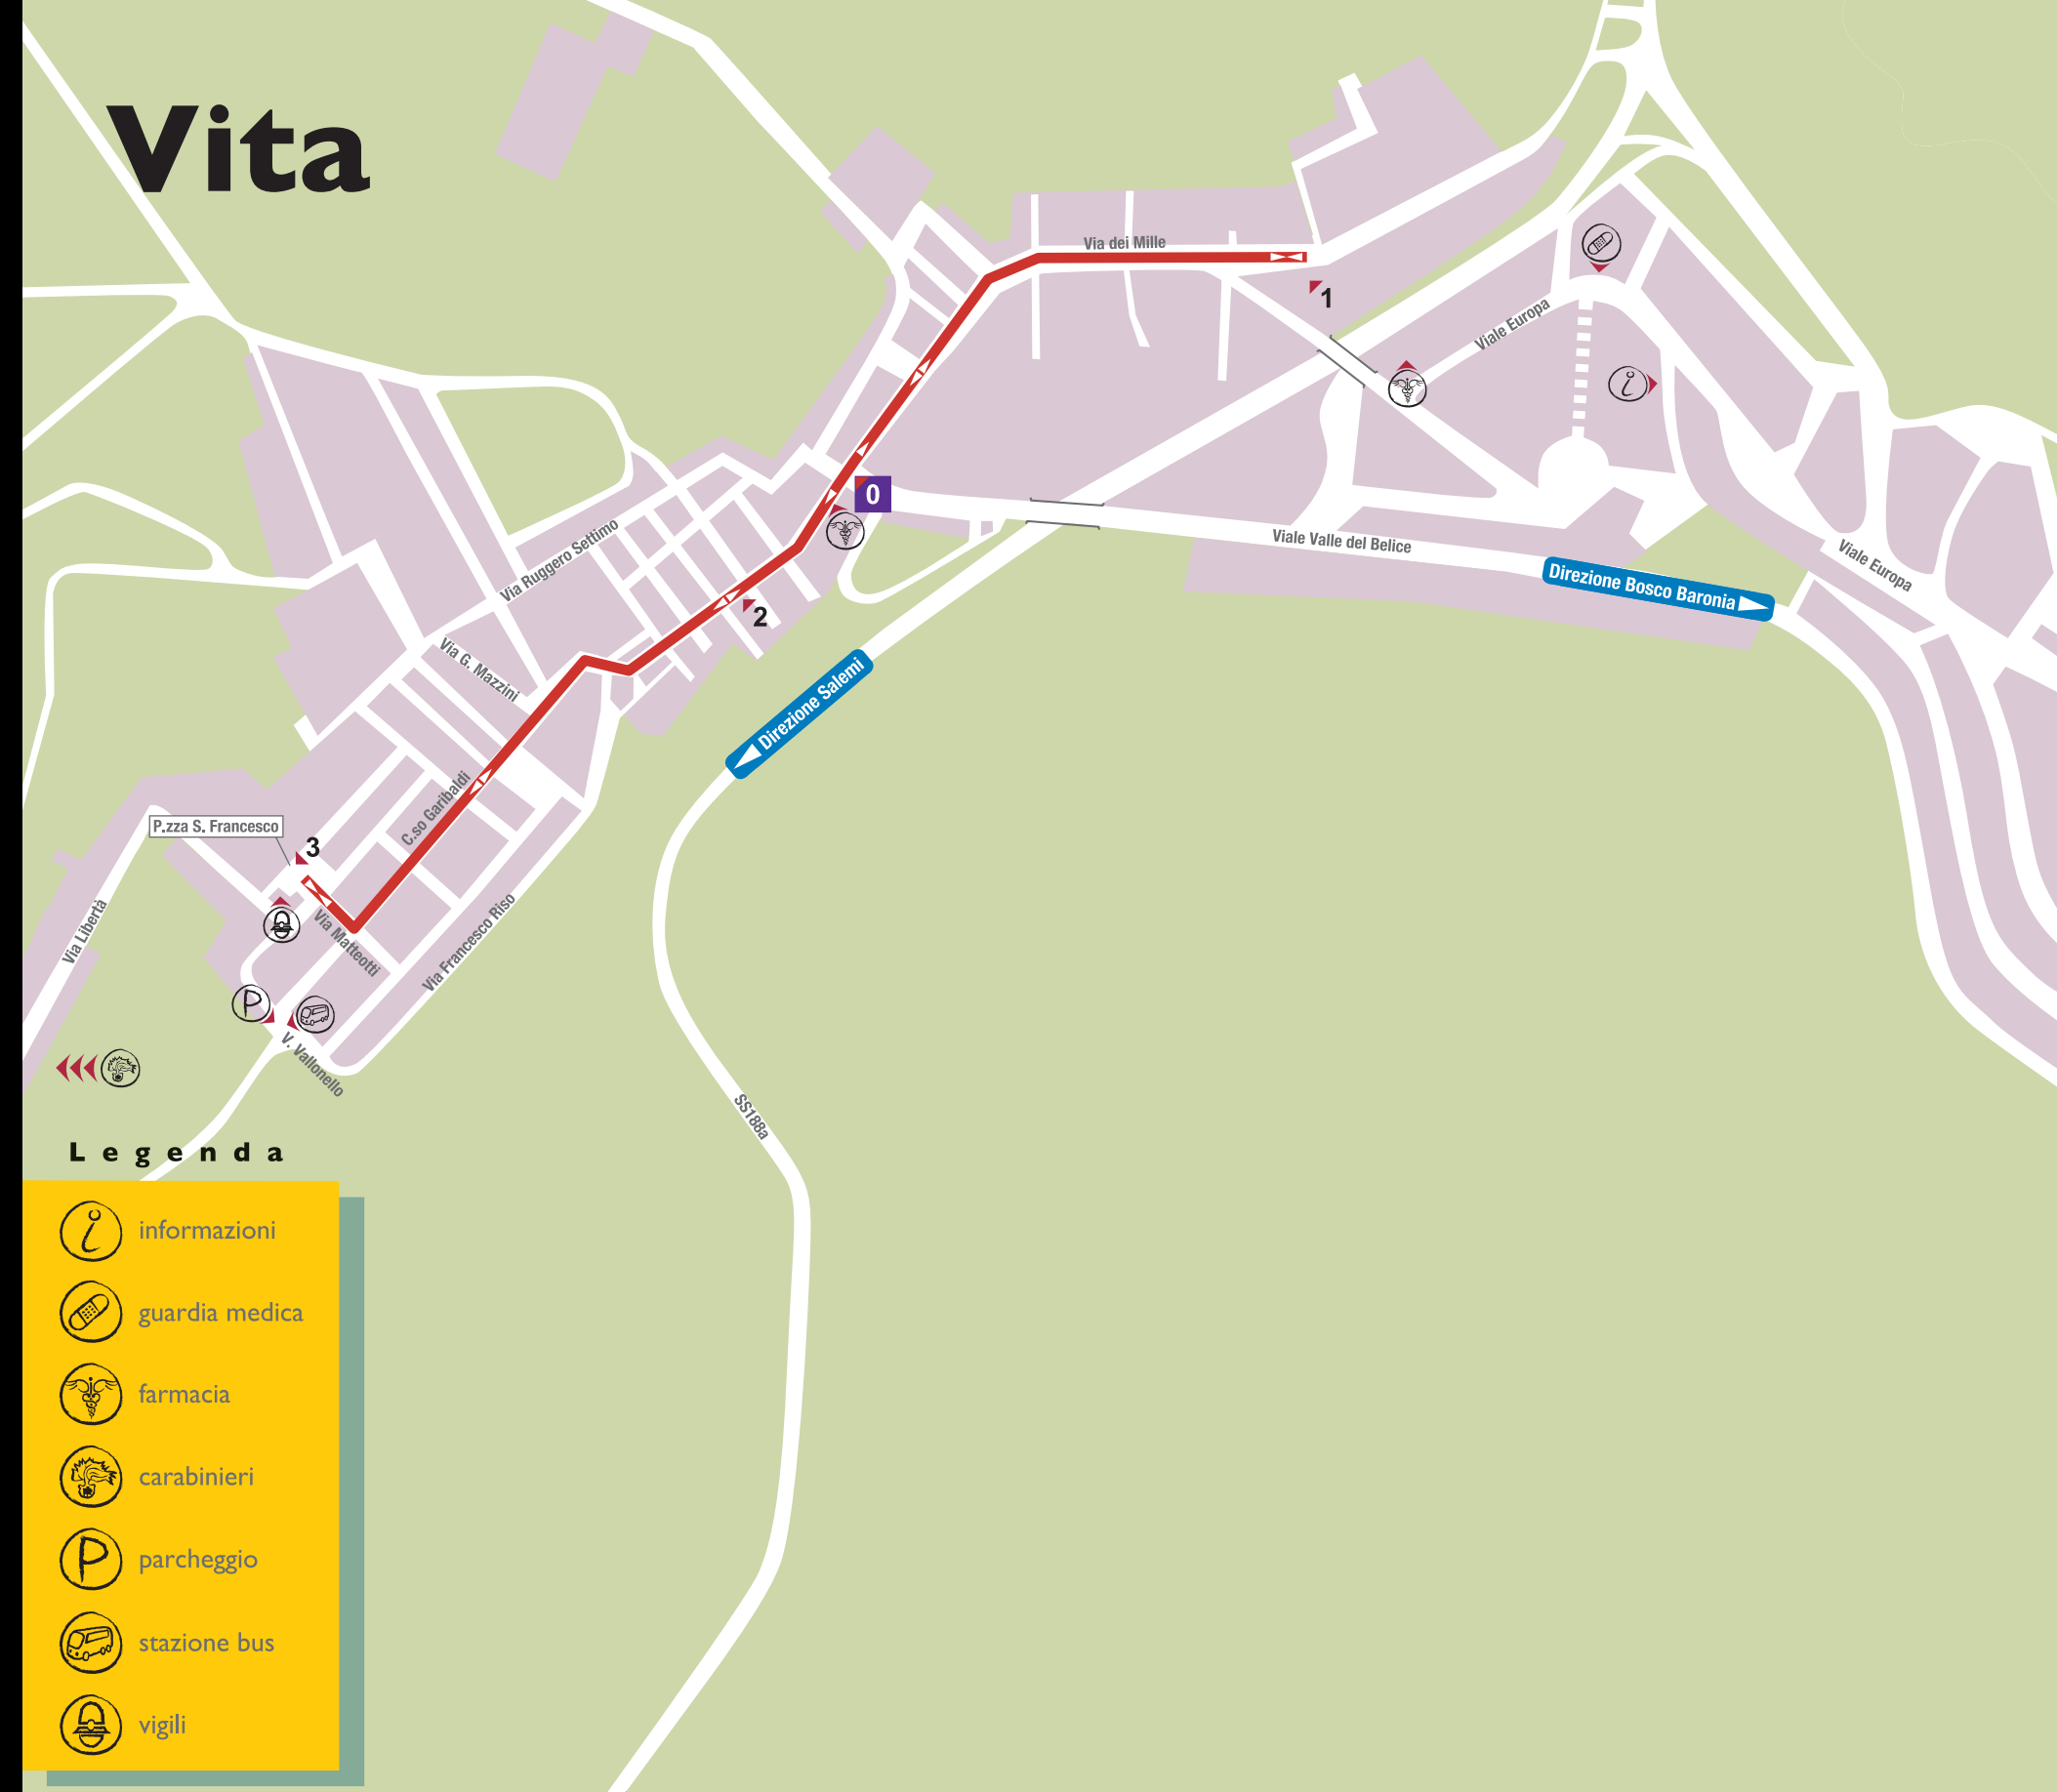 Vita
Via dei Mille
1
Viale Europa
0
Via Ruggero Settimo
Viale Valle del Belice
Viale Europa
Direzione Bosco Baronia
2
Via G. Mazzini
Direzione Salemi
C.so Garibaldi
P.zza S. Francesco
3
Via Libertà
Via Matteotti
Via Francesco Riso
P
V. Vallonello
SS188a
Legenda
i informazioni
guardia medica
farmacia
carabinieri
P parcheggio
stazione bus
vigili
i